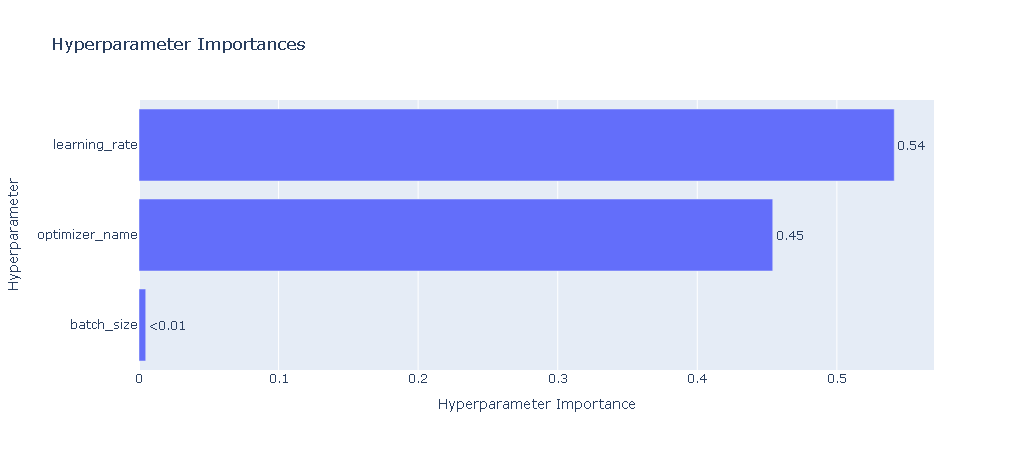 Hyperparameter Importances
Hyperparameter
learning_rate
0.54
optimizer_name
0.45
batch_size
<0.01
0
0.1
0.2
0.3
0.4
0.5
Hyperparameter Importance